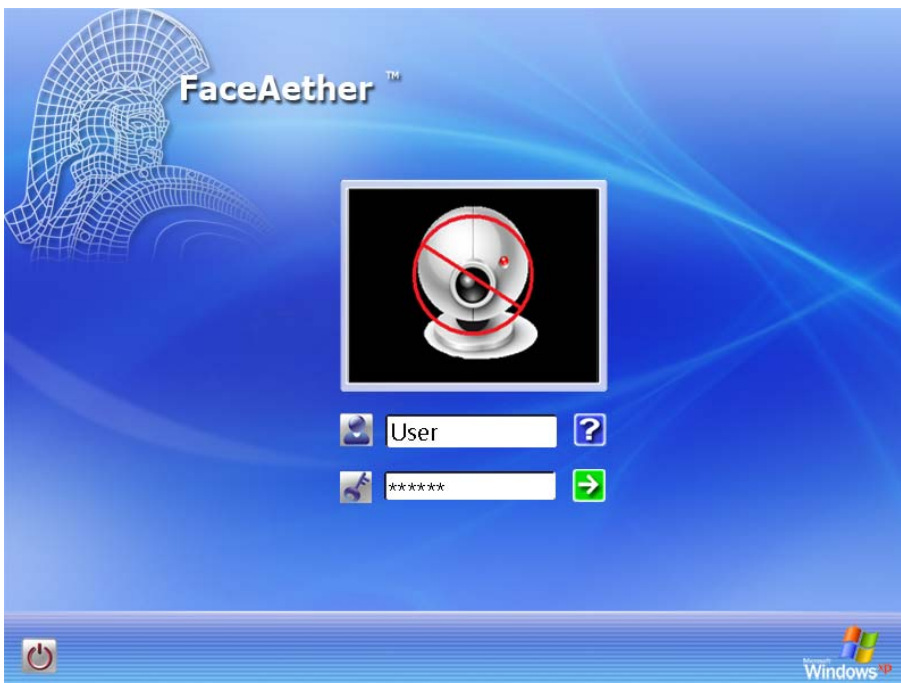 FaceAether ™
User
?
******
Microsoft
Windows xp